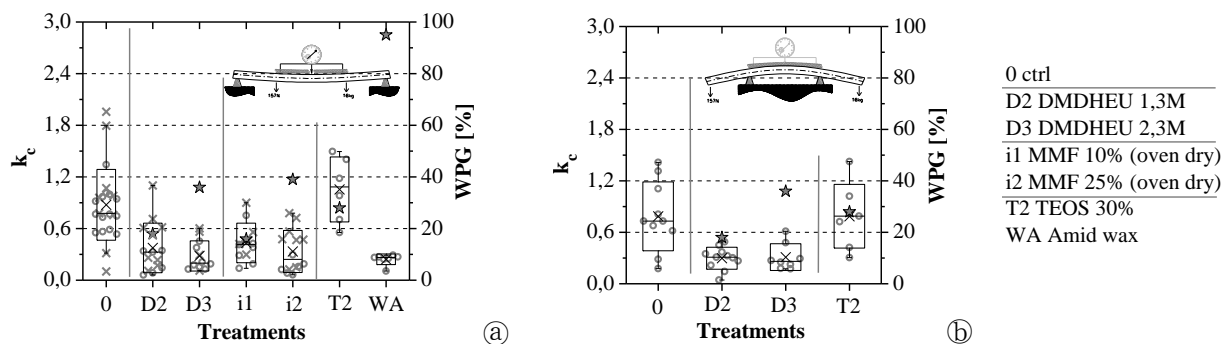 3,0
2,4
1,8
1,2
0,6
0,0
k_c
100
80
60
40
20
0
WPG [%]
157N
16kg
0 D2 D3 i1 i2 T2 WA
Treatments
ⓐ
3,0
2,4
1,8
1,2
0,6
0,0
k_c
100
80
60
40
20
0
WPG [%]
157N
16kg
0 D2 D3 T2
Treatments
ⓑ
0 ctrl
D2 DMDHEU 1,3M
D3 DMDHEU 2,3M
i1 MMF 10% (oven dry)
i2 MMF 25% (oven dry)
T2 TEOS 30%
WA Amid wax